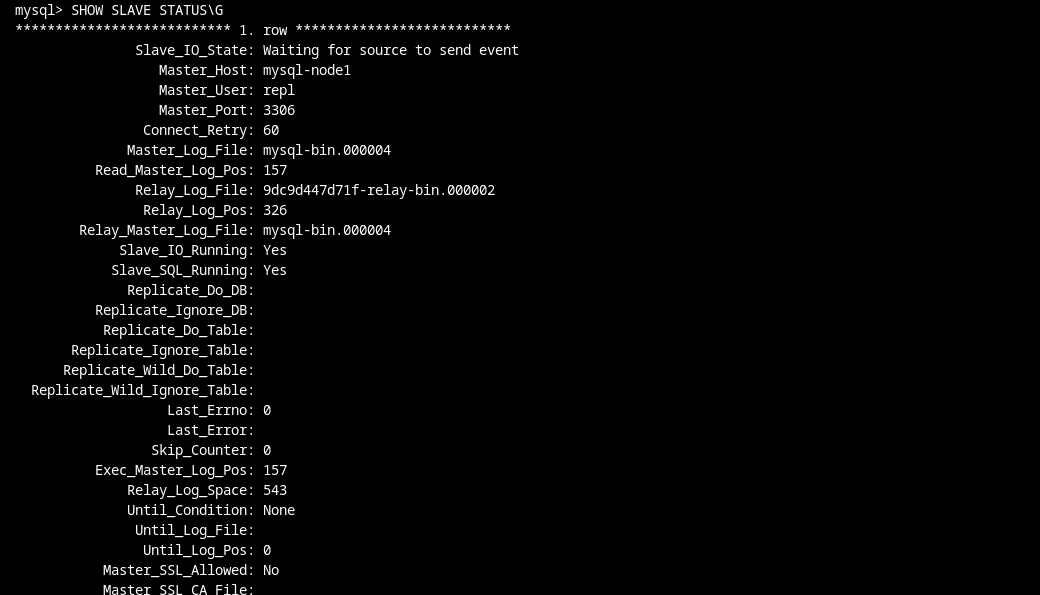 mysql> SHOW SLAVE STATUS\G
*************************** 1. row ***************************
Slave_IO_State: Waiting for source to send event
Master_Host: mysql-node1
Master_User: repl
Master_Port: 3306
Connect_Retry: 60
Master_Log_File: mysql-bin.000004
Read_Master_Log_Pos: 157
Relay_Log_File: 9dc9d447d71f-relay-bin.000002
Relay_Log_Pos: 326
Relay_Master_Log_File: mysql-bin.000004
Slave_IO_Running: Yes
Slave_SQL_Running: Yes
Replicate_Do_DB:
Replicate_Ignore_DB:
Replicate_Do_Table:
Replicate_Ignore_Table:
Replicate_Wild_Do_Table:
Replicate_Wild_Ignore_Table:
Last_Errno: 0
Last_Error:
Skip_Counter: 0
Exec_Master_Log_Pos: 157
Relay_Log_Space: 543
Until_Condition: None
Until_Log_File:
Until_Log_Pos: 0
Master_SSL_Allowed: No
Master_SSL_CA_File: